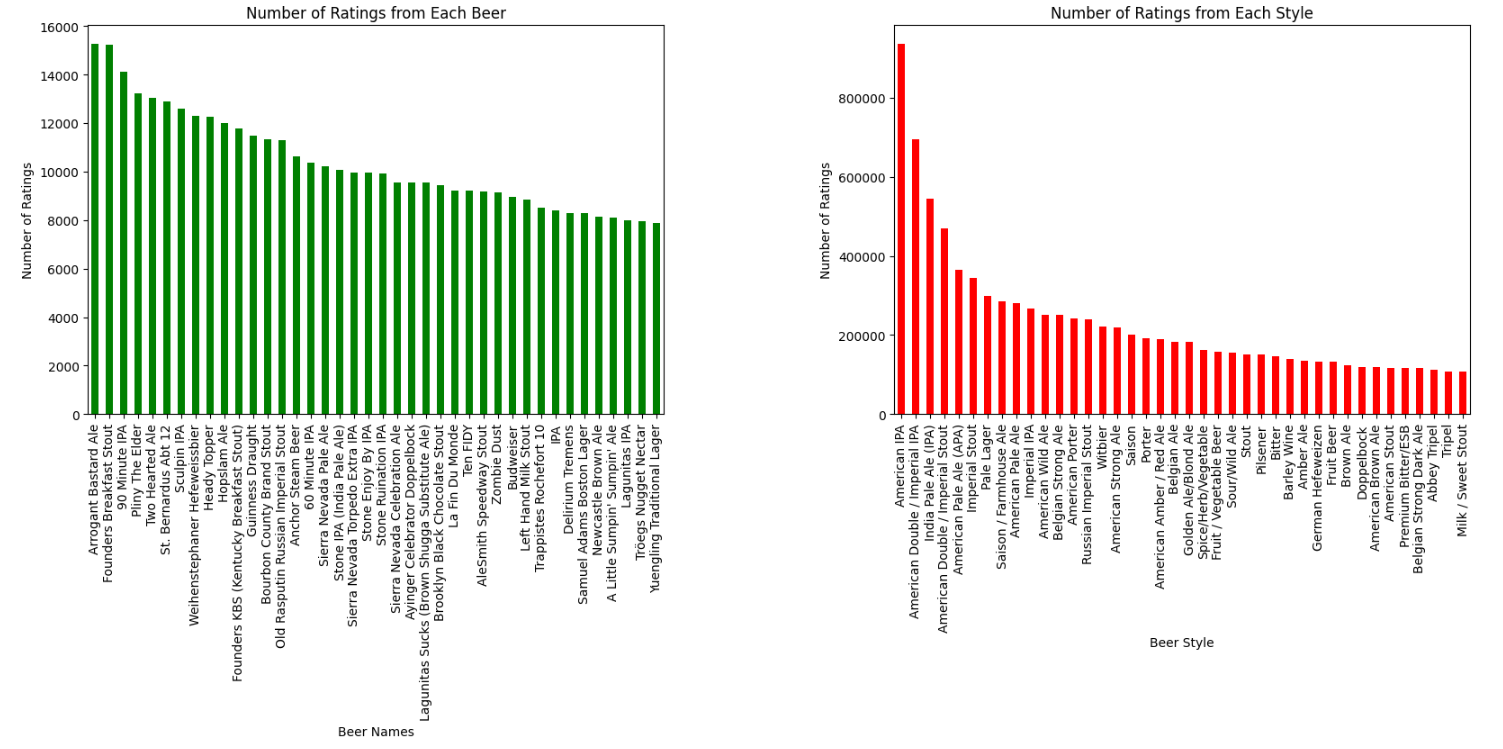 Number of Ratings from Each Beer
Number of Ratings
16000
14000
12000
10000
8000
6000
4000
2000
0
Arrogant Bastard Ale
Founders Breakfast Stout
90 Minute IPA
Pliny The Elder
Two Hearted Ale
St. Bernardus Abt 12
Sculpin IPA
Weihenstephaner Hefeweissbier
Heady Topper
Hopslam Ale
Founders KBS (Kentucky Breakfast Stout)
Guinness Draught
Bourbon County Brand Stout
Old Rasputin Russian Imperial Stout
Anchor Steam Beer
60 Minute IPA
Sierra Nevada Pale Ale
Stone IPA (India Pale Ale)
Sierra Nevada Torpedo Extra IPA
Stone Enjoy By IPA
Stone Ruination IPA
Sierra Nevada Celebration Ale
Ayinger Celebrator Doppelbock
Lagunitas Sucks (Brown Shugga Substitute Ale)
Brooklyn Black Chocolate Stout
La Fin Du Monde
Ten FIDY
AleSmith Speedway Stout
Zombie Dust
Budweiser
Left Hand Milk Stout
Trappistes Rochefort 10
IPA
Delirium Tremens
Samuel Adams Boston Lager
Newcastle Brown Ale
A Little Sumpin' Sumpin' Ale
Lagunitas IPA
Tröegs Nugget Nectar
Yuengling Traditional Lager
Beer Names
Number of Ratings from Each Style
Number of Ratings
800000
600000
400000
200000
0
American IPA
American Double / Imperial IPA
India Pale Ale (IPA)
American Double / Imperial Stout
American Pale Ale (APA)
Imperial Stout
Pale Lager
Saison / Farmhouse Ale
American Pale Ale
Imperial IPA
American Wild Ale
Belgian Strong Ale
American Porter
Russian Imperial Stout
Witbier
American Strong Ale
Saison
Porter
American Amber / Red Ale
Belgian Ale
Golden Ale/Blond Ale
Spice/Herb/Vegetable
Fruit / Vegetable Beer
Sour/Wild Ale
Stout
Pilsener
Bitter
Barley Wine
Amber Ale
German Hefeweizen
Fruit Beer
Brown Ale
Doppelbock
American Brown Ale
American Stout
Premium Bitter/ESB
Belgian Strong Dark Ale
Abbey Tripel
Tripel
Milk / Sweet Stout
Beer Style